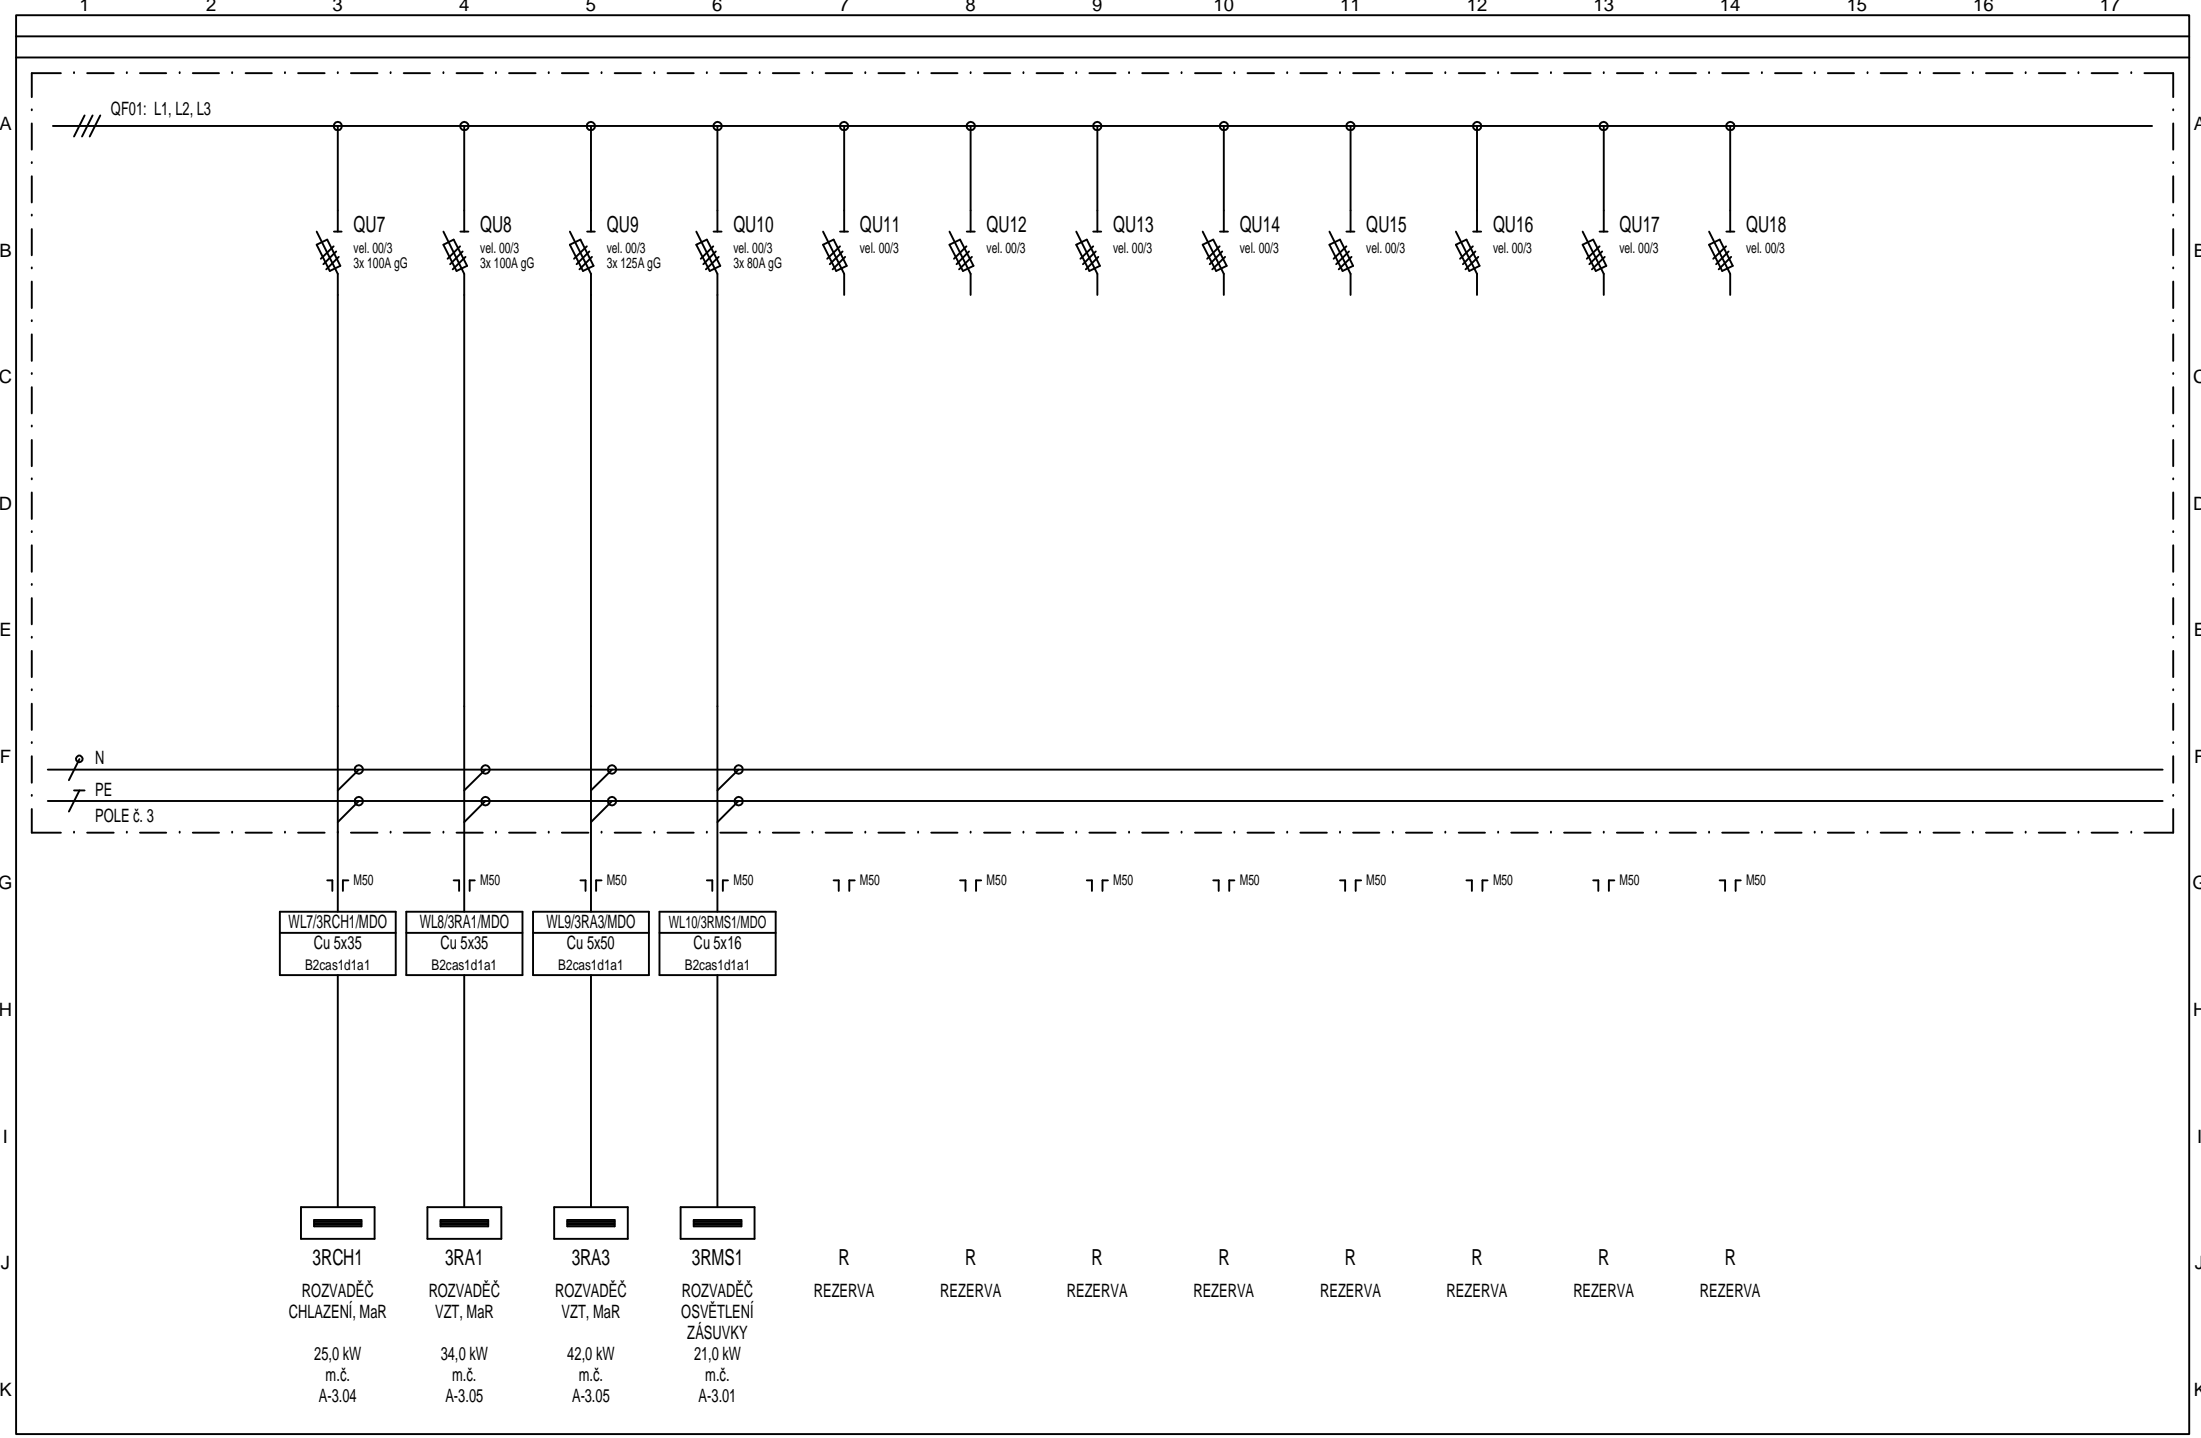 1 2 3 4 5 6 7 8 9 10 11 12 13 14 15 16 17
QF01: L1, L2, L3
A A
QU7 QU8 QU9 QU10 QU11 QU12 QU13 QU14 QU15 QU16 QU17 QU18
vel. 00/3 vel. 00/3 vel. 00/3 vel. 00/3 vel. 00/3 vel. 00/3 vel. 00/3 vel. 00/3 vel. 00/3 vel. 00/3 vel. 00/3 vel. 00/3
B B
3x 100A gG 3x 100A gG 3x 125A gG 3x 80A gG
C C
D D
E E
F N F
PE
POLE č. 3
G M50 M50 M50 M50 M50 M50 M50 M50 M50 M50 M50 M50 G
WL7/3RCH1/MDO WL8/3RA1/MDO WL9/3RA3/MDO WL10/3RMS1/MDO
Cu 5x35 Cu 5x35 Cu 5x50 Cu 5x16
B2cas1d1a1 B2cas1d1a1 B2cas1d1a1 B2cas1d1a1
H H
I I
3RCH1 3RA1 3RA3 3RMS1 R R R R R R R R
J J
ROZVADĚČ ROZVADĚČ ROZVADĚČ ROZVADĚČ REZERVA REZERVA REZERVA REZERVA REZERVA REZERVA REZERVA REZERVA
CHLAZENÍ, MaR VZT, MaR VZT, MaR OSVĚTLENÍ
ZÁSUVKY
25,0 kW 34,0 kW 42,0 kW 21,0 kW
m.č. m.č. m.č. m.č.
K A-3.04 A-3.05 A-3.05 A-3.01 K